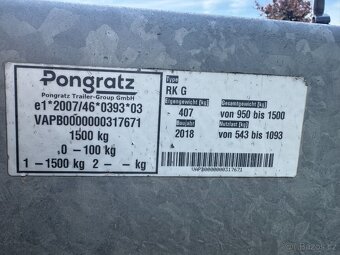 Pongratz
Pongratz Trailer-Group GmbH
e1*2007/46*0393*03
VAPB0000000317671
1500 kg
0 - 100 kg
1 - 1500 kg 2 - - kg
Type
RK G
Eigengewicht [kg]
407
Gesamtgewicht [kg]
von 950 bis 1500
Baujahr
2018
Nutzlast [kg]
von 543 bis 1093
VAPB0000000317671